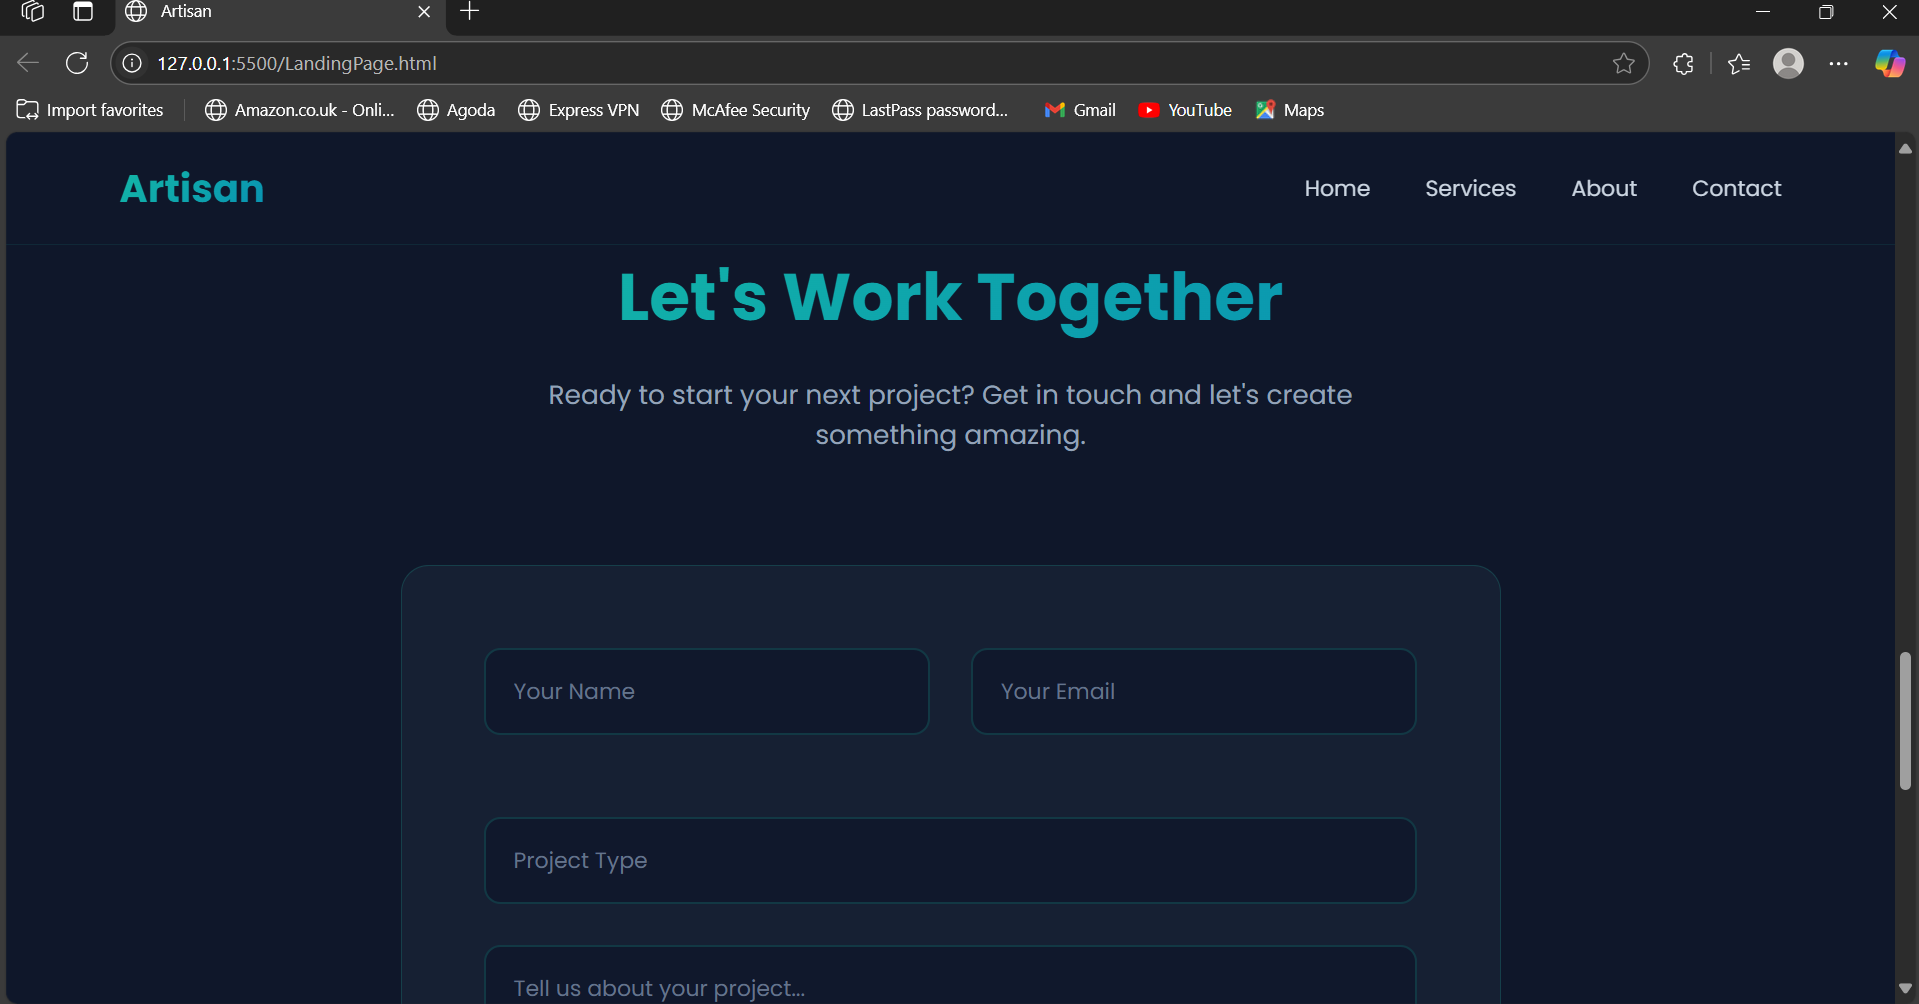 Artisan
127.0.0.1:5500/LandingPage.html
Import favorites
Amazon.co.uk - Onli...
Agoda
Express VPN
McAfee Security
LastPass password...
Gmail
YouTube
Maps
Artisan
Home
Services
About
Contact
Let's Work Together
Ready to start your next project? Get in touch and let's create
something amazing.
Your Name
Your Email
Project Type
Tell us about your project...